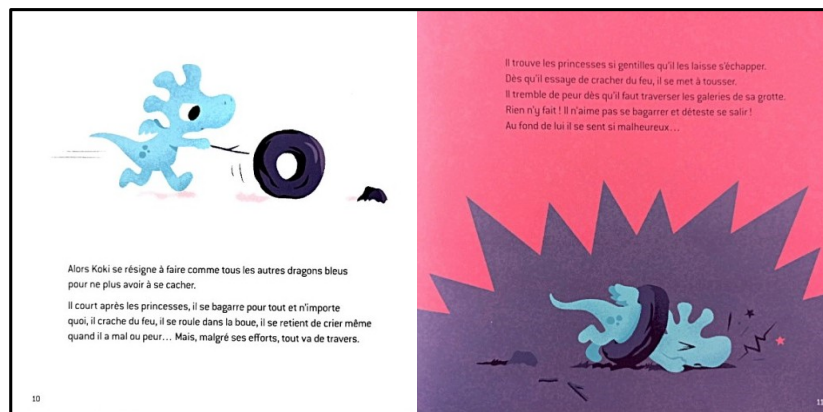 Alors Koki se résigne à faire comme tous les autres dragons bleus
pour ne plus avoir à se cacher.
Il court après les princesses, il se bagarre pour tout et n'importe
quoi, il crache du feu, il se roule dans la boue, il se retient de crier même
quand il a mal ou peur... Mais, malgré ses efforts, tout va de travers.
10
Il trouve les princesses si gentilles qu'il les laisse s'échapper.
Dès qu'il essaye de cracher du feu, il se met à tousser.
Il tremble de peur dès qu'il faut traverser les galeries de sa grotte.
Rien n'y fait ! Il n'aime pas se bagarrer et déteste se salir !
Au fond de lui il se sent si malheureux...
11